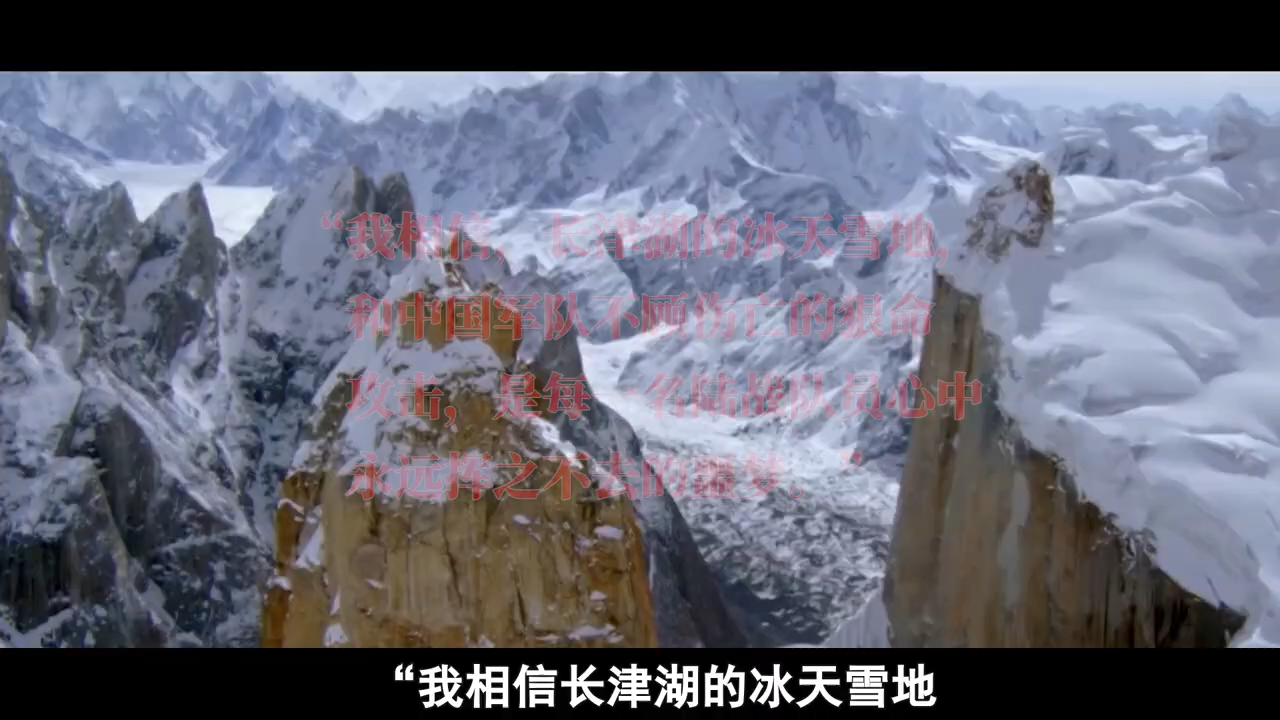 “我相信，长津湖的冰天雪地，
和中国军队不顾伤亡的狠命
攻击，是每一名陆战队员心中
永远挥之不去的噩梦。”
“我相信长津湖的冰天雪地